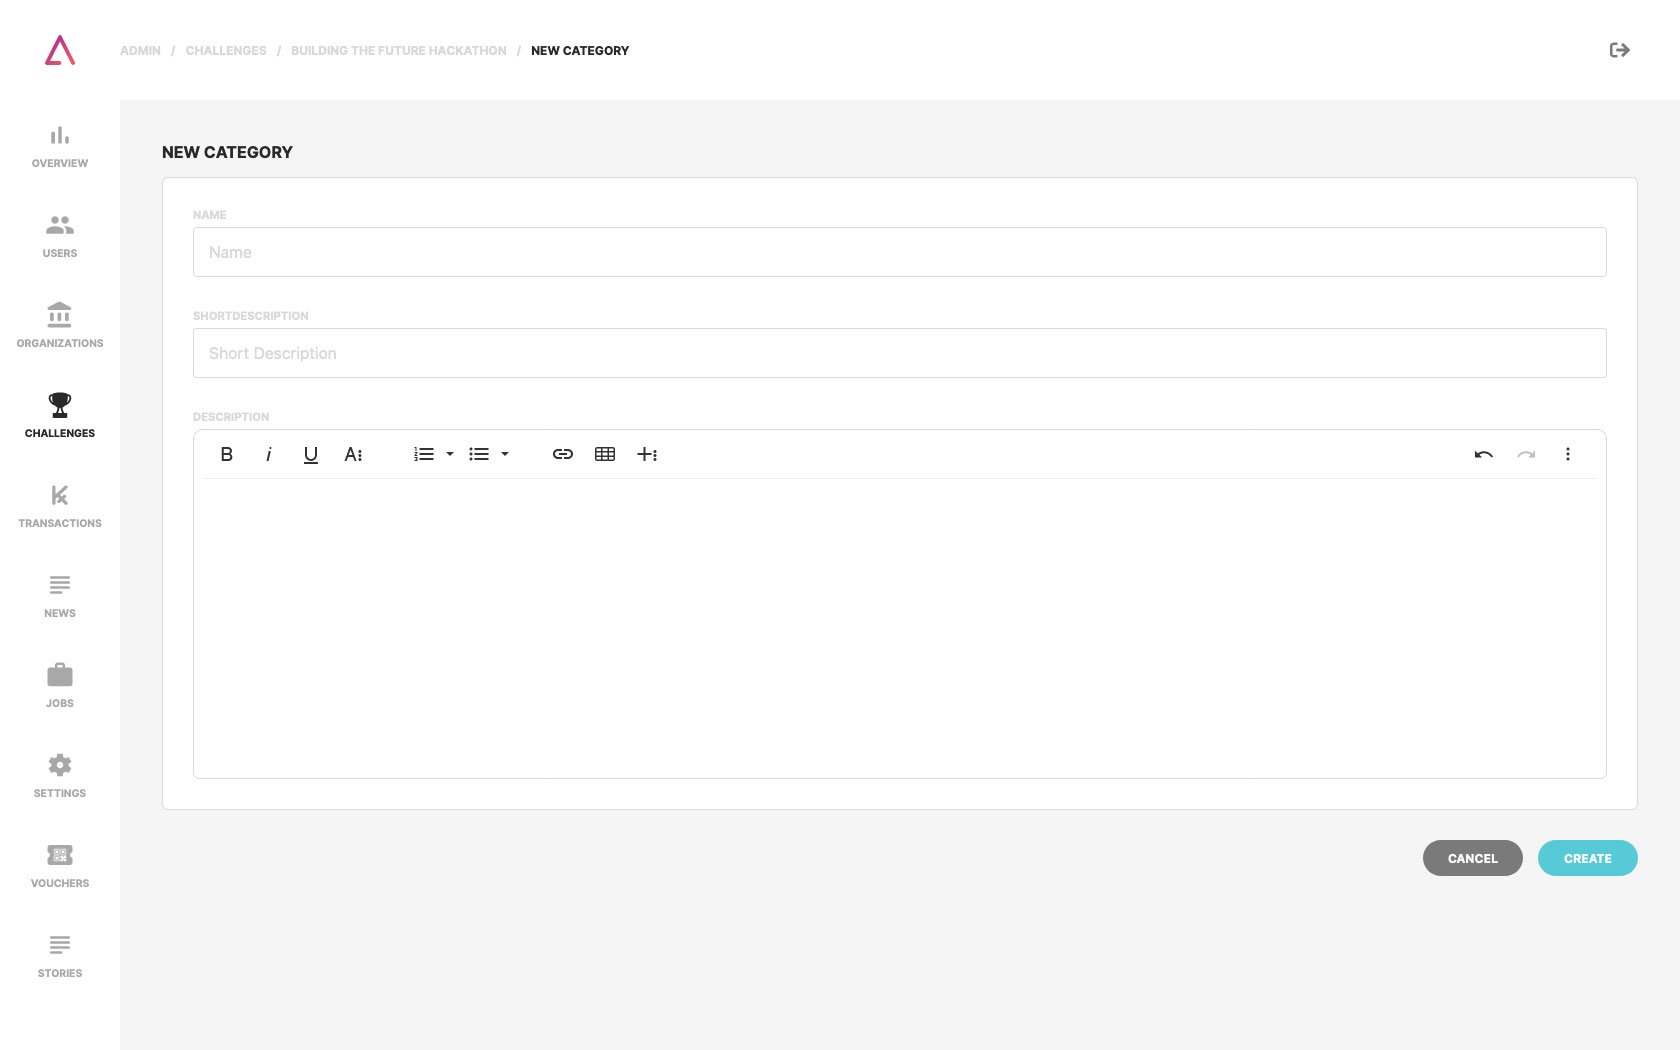 ADMIN / CHALLENGES / BUILDING THE FUTURE HACKATHON / NEW CATEGORY
OVERVIEW
USERS
ORGANIZATIONS
CHALLENGES
TRANSACTIONS
NEWS
JOBS
SETTINGS
VOUCHERS
STORIES
NEW CATEGORY
NAME
Name
SHORTDESCRIPTION
Short Description
DESCRIPTION
CANCEL
CREATE